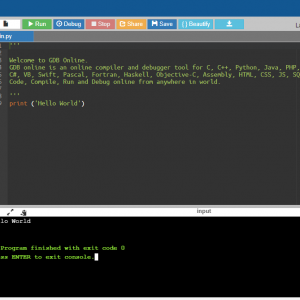 Run Debug Stop Share Save { } Beautify
in.py
'''
Welcome to GDB Online.
GDB online is an online compiler and debugger tool for C, C++, Python, Java, PHP,
C#, VB, Swift, Pascal, Fortran, Haskell, Objective-C, Assembly, HTML, CSS, JS, SQ
Code, Compile, Run and Debug online from anywhere in world.
'''
print ('Hello World')
input
lo World
Program finished with exit code 0
ss ENTER to exit console.